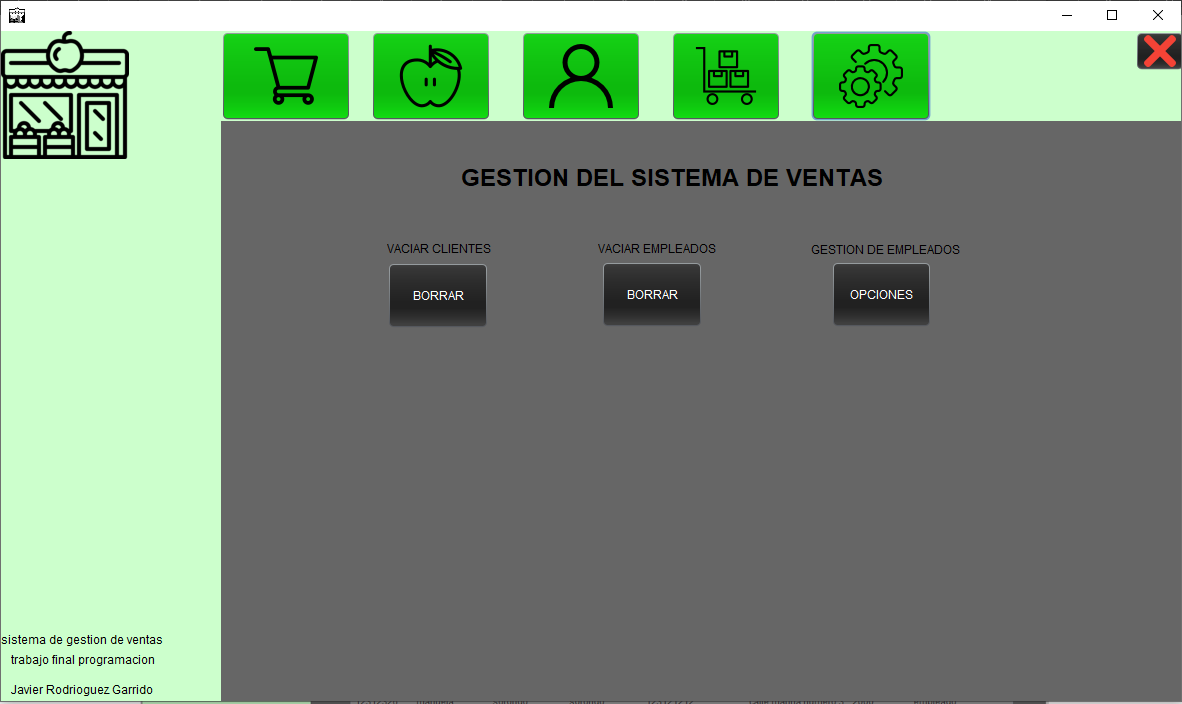 GESTION DEL SISTEMA DE VENTAS
VACIAR CLIENTES
VACIAR EMPLEADOS
GESTION DE EMPLEADOS
BORRAR
BORRAR
OPCIONES
sistema de gestion de ventas
trabajo final programacion
Javier Rodrioguez Garrido